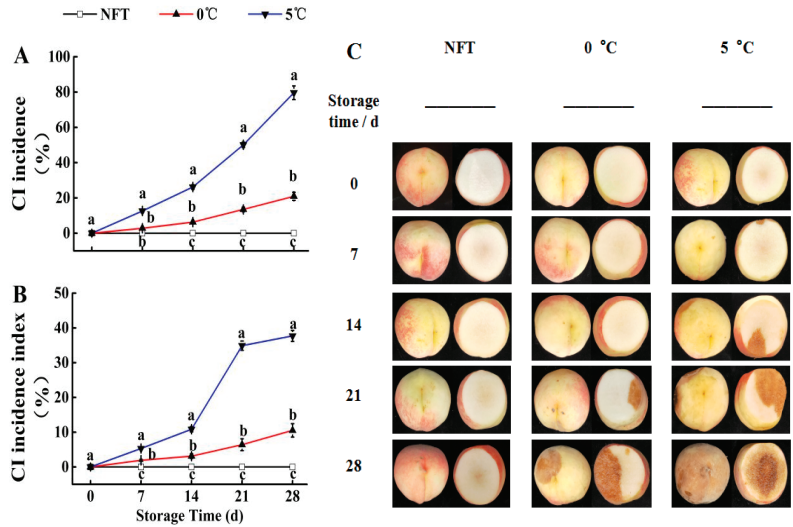 NFT 0℃ 5℃
A
CI incidence
(%)
100
80
60
40
20
0
a a a a a
b b b b
b c c c
B
CI incidence index
(%)
50
40
30
20
10
0
a a a a a
b b b b
c c c c
0 7 14 21 28
Storage Time (d)
C NFT 0 °C 5 °C
Storage
time / d
0
7
14
21
28